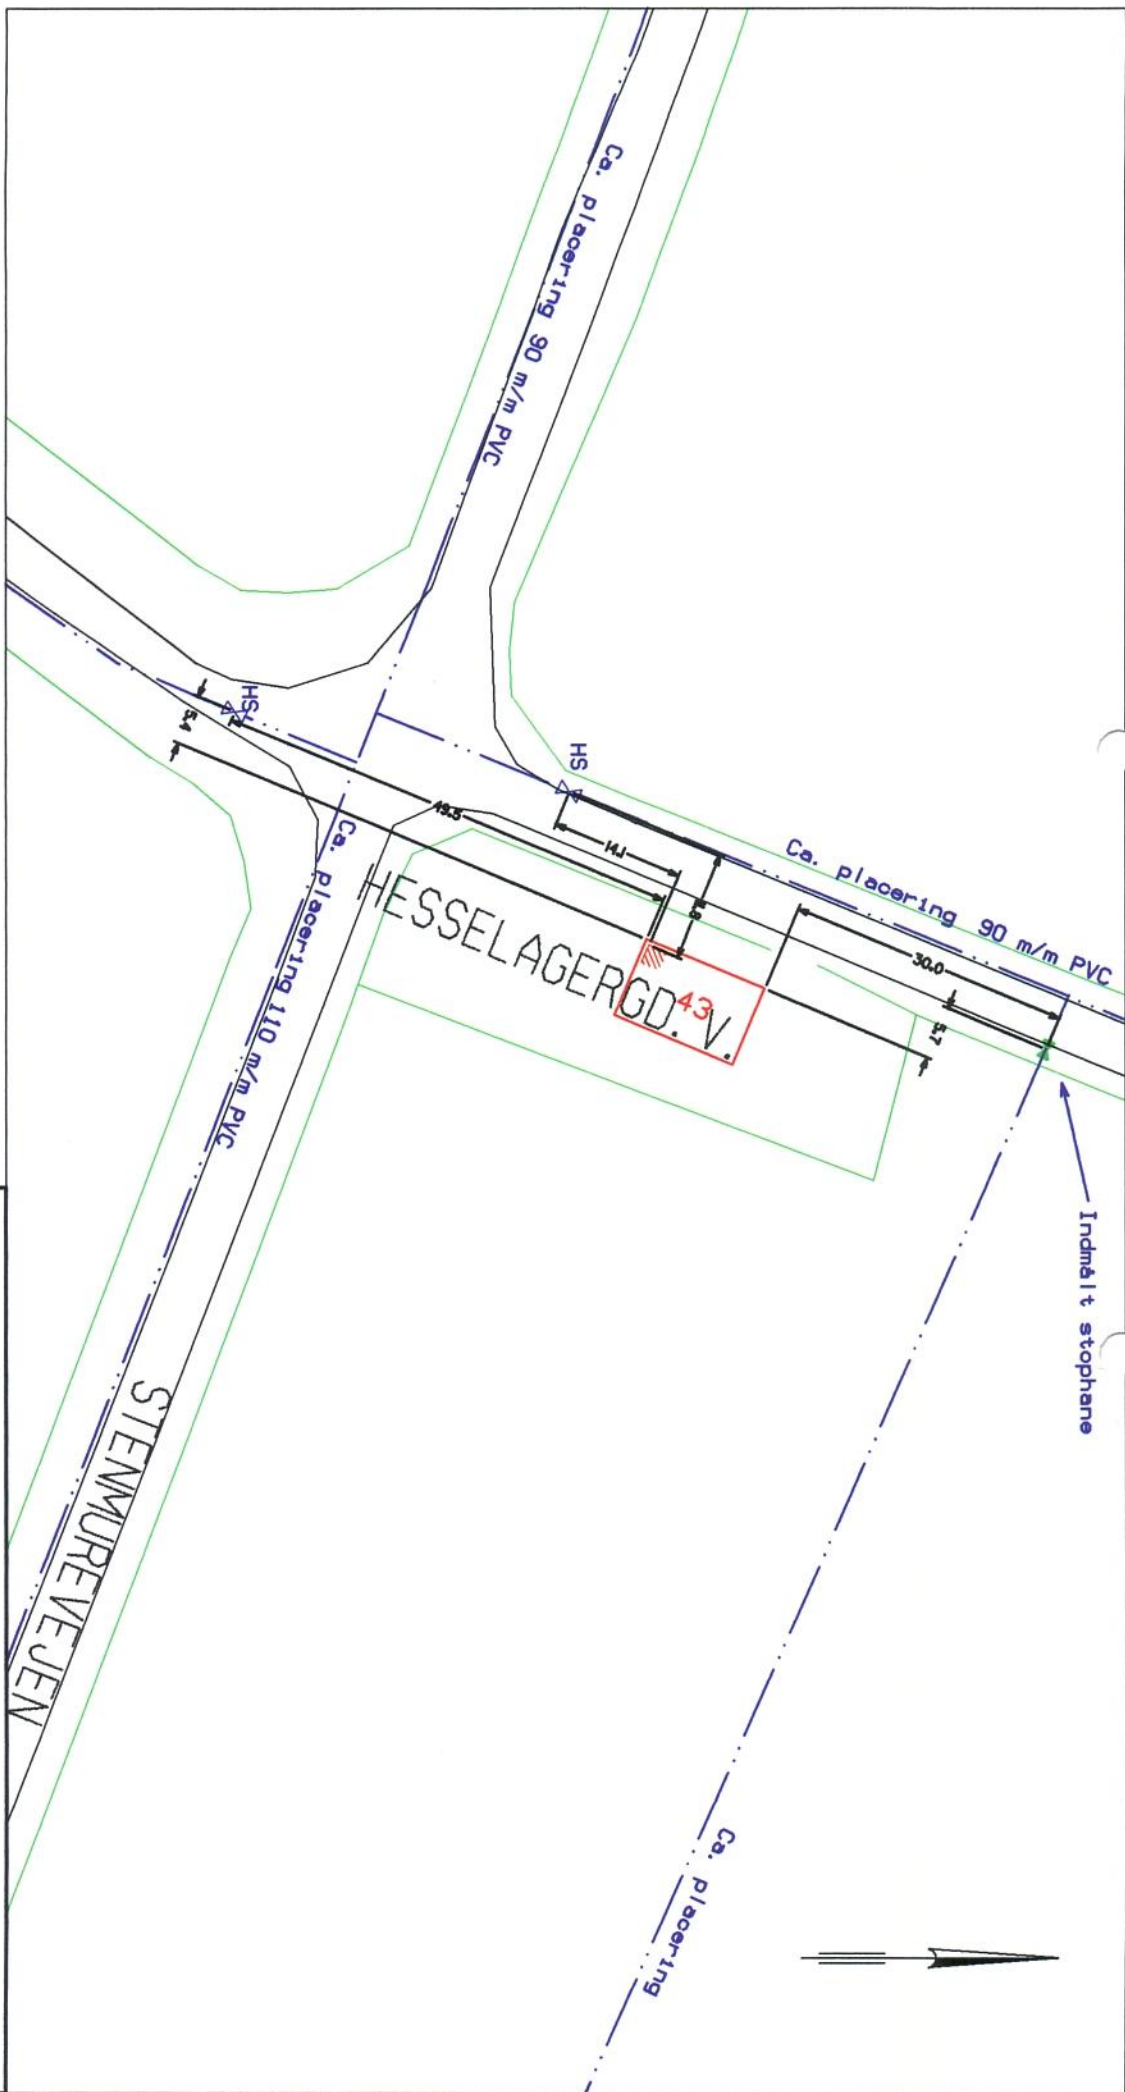 Ca. placering 90 m/m PVC
HS
HS
5.4
49.5
14.1
Ca. placering 90 m/m PVC
30.0
5.7
43
HESSELAGERGD. V.
Ca. placering 110 m/m PVC
Indmålt stophane
STENMUREVEJEN
Ca. placering